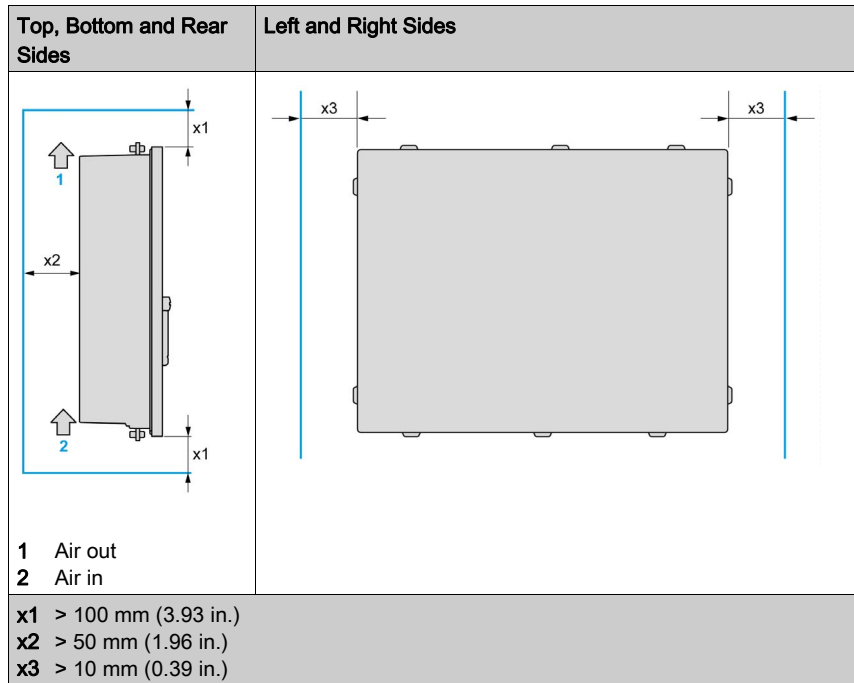 Top, Bottom and Rear
Sides
Left and Right Sides
x1
1
x2
2
x1
x3
x3
1 Air out
2 Air in
x1 > 100 mm (3.93 in.)
x2 > 50 mm (1.96 in.)
x3 > 10 mm (0.39 in.)